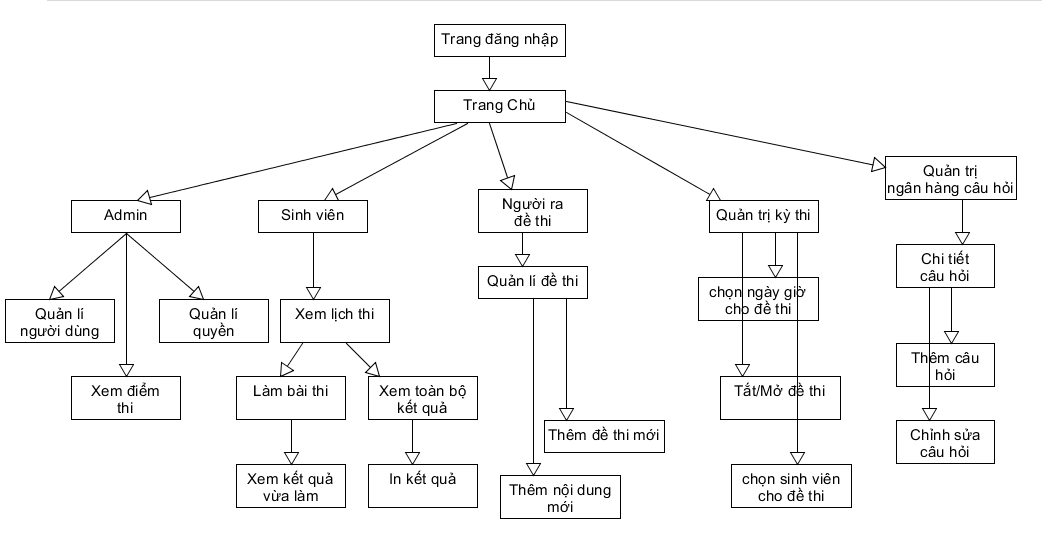 Trang đăng nhập
Trang Chủ
Quản trị
ngân hàng câu hỏi
Admin
Sinh viên
Người ra
đề thi
Quản trị kỳ thi
Quản lí đề thi
Chi tiết
câu hỏi
Quản lí
người dùng
Quản lí
quyền
Xem lịch thi
chọn ngày giờ
cho đề thi
Thêm câu
hỏi
Xem điểm
thi
Làm bài thi
Xem toàn bộ
kết quả
Tắt/Mở đề thi
Thêm đề thi mới
Chỉnh sửa
câu hỏi
Xem kết quả
vừa làm
In kết quả
Thêm nội dung
mới
chọn sinh viên
cho đề thi